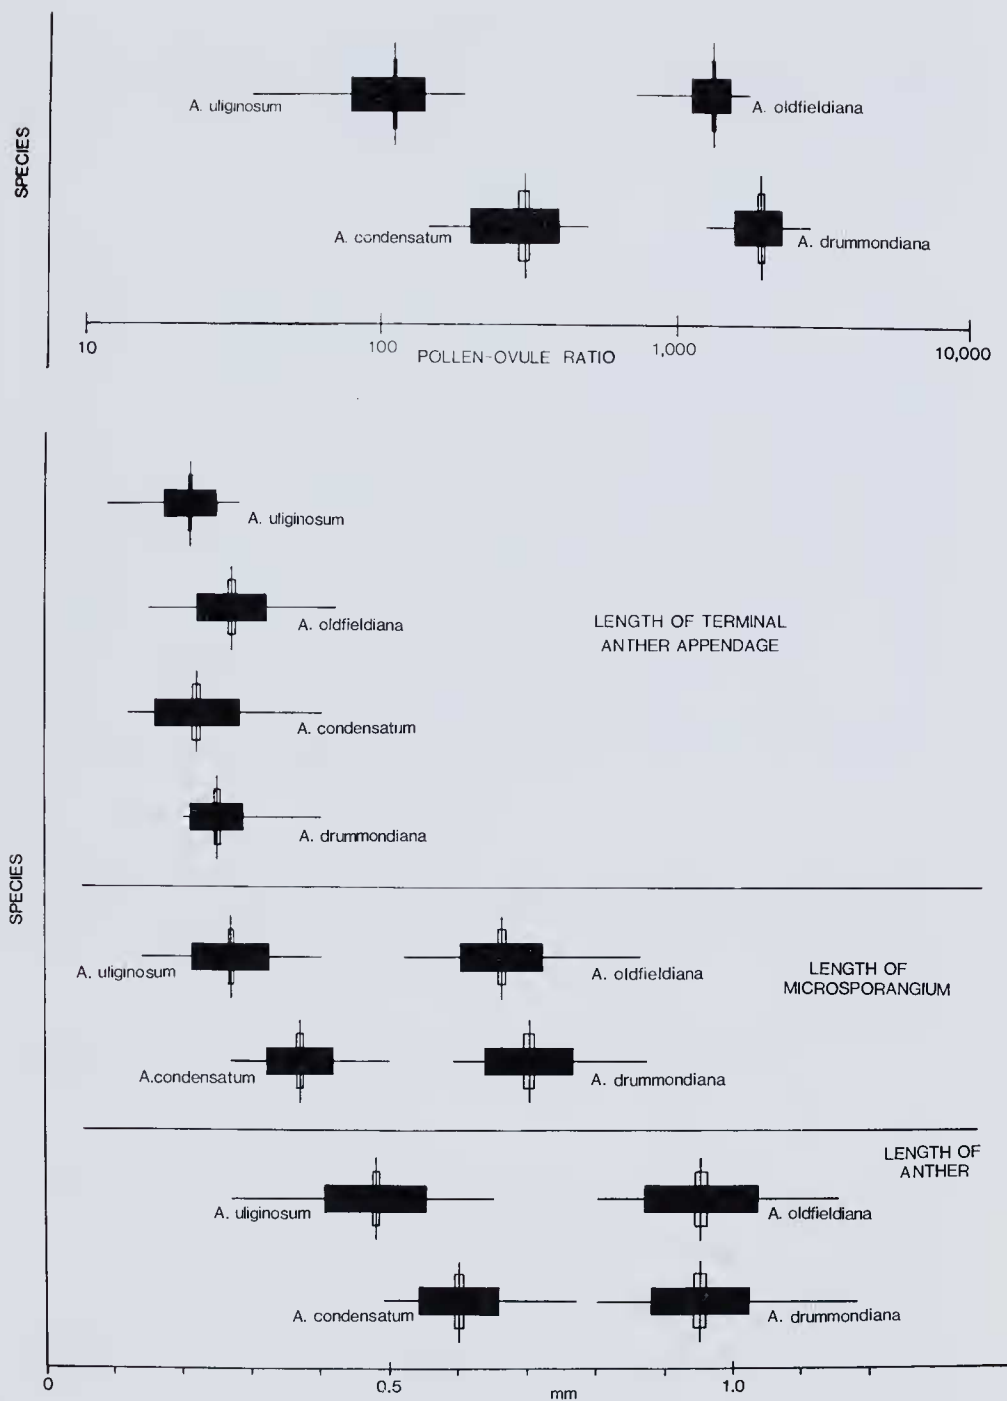 SPECIES
A. uliginosum
A. oldfieldiana
A. condensatum
A. drummondiana
10
100
1,000
10,000
POLLEN-OVULE RATIO
SPECIES
A. uliginosum
A. oldfieldiana
LENGTH OF TERMINAL
ANTHER APPENDAGE
A. condensatum
A. drummondiana
A. uliginosum
A. oldfieldiana
LENGTH OF
MICROSPORANGIUM
A.condensatum
A. drummondiana
LENGTH OF
ANTHER
A. uliginosum
A. oldfieldiana
A. condensatum
A. drummondiana
0
0.5
mm
1.0